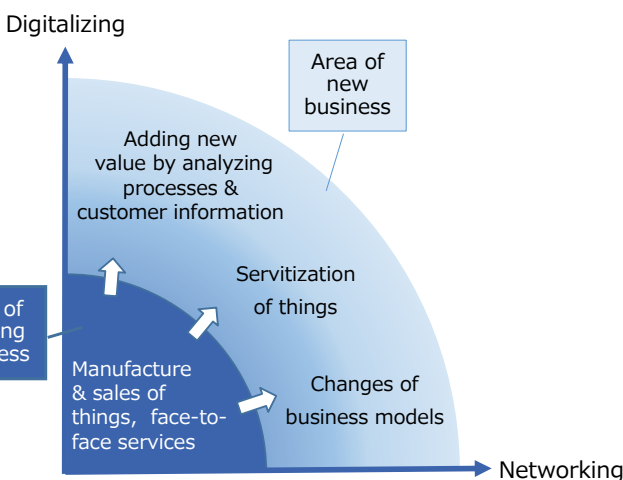 Digitalizing
Area of
new
business
Adding new
value by analyzing
processes &
customer information
Servitization
of things
of
Manufacture
& sales of
things, face-to-
face services
Changes of
business models
Networking